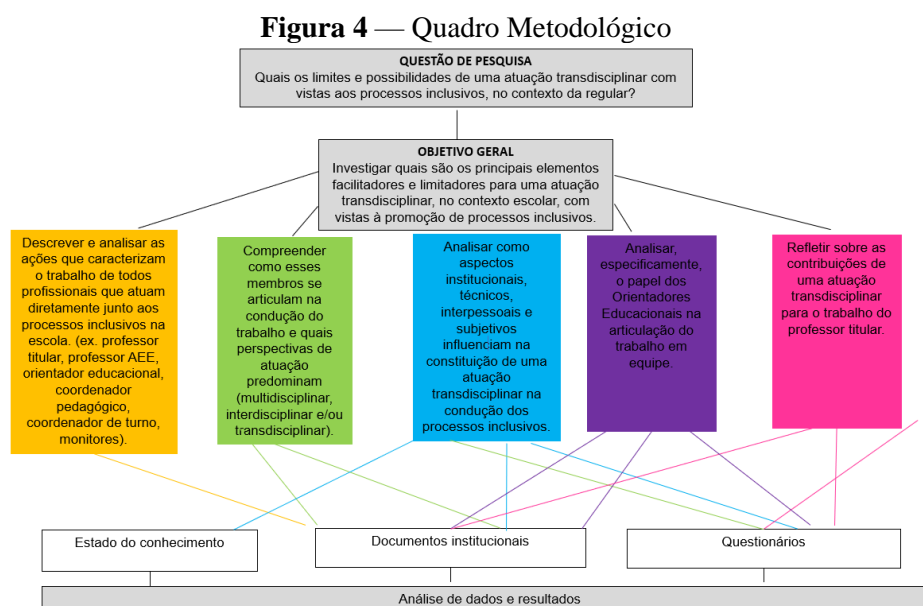 Figura 4 — Quadro Metodológico
QUESTÃO DE PESQUISA
Quais os limites e possibilidades de uma atuação transdisciplinar com
vistas aos processos inclusivos, no contexto da regular?
OBJETIVO GERAL
Investigar quais são os principais elementos
facilitadores e limitadores para uma atuação
transdisciplinar, no contexto escolar, com
vistas à promoção de processos inclusivos.
Descrever e analisar as
ações que caracterizam
o trabalho de todos
profissionais que atuam
diretamente junto aos
processos inclusivos na
escola. (ex. professor
titular, professor AEE,
orientador educacional,
coordenador
pedagógico,
coordenador de turno,
monitores).
Compreender
como esses
membros se
articulam na
condução do
trabalho e quais
perspectivas de
atuação
predominam
(multidisciplinar,
interdisciplinar e/ou
transdisciplinar).
Analisar como
aspectos
institucionais,
técnicos,
interpessoais e
subjetivos
influenciam na
constituição de uma
atuação
transdisciplinar na
condução dos
processos inclusivos.
Analisar,
especificamente,
o papel dos
Orientadores
Educacionais na
articulação do
trabalho em
equipe.
Refletir sobre as
contribuições de
uma atuação
transdisciplinar
para o trabalho do
professor titular.
Estado do conhecimento
Documentos institucionais
Questionários
Análise de dados e resultados